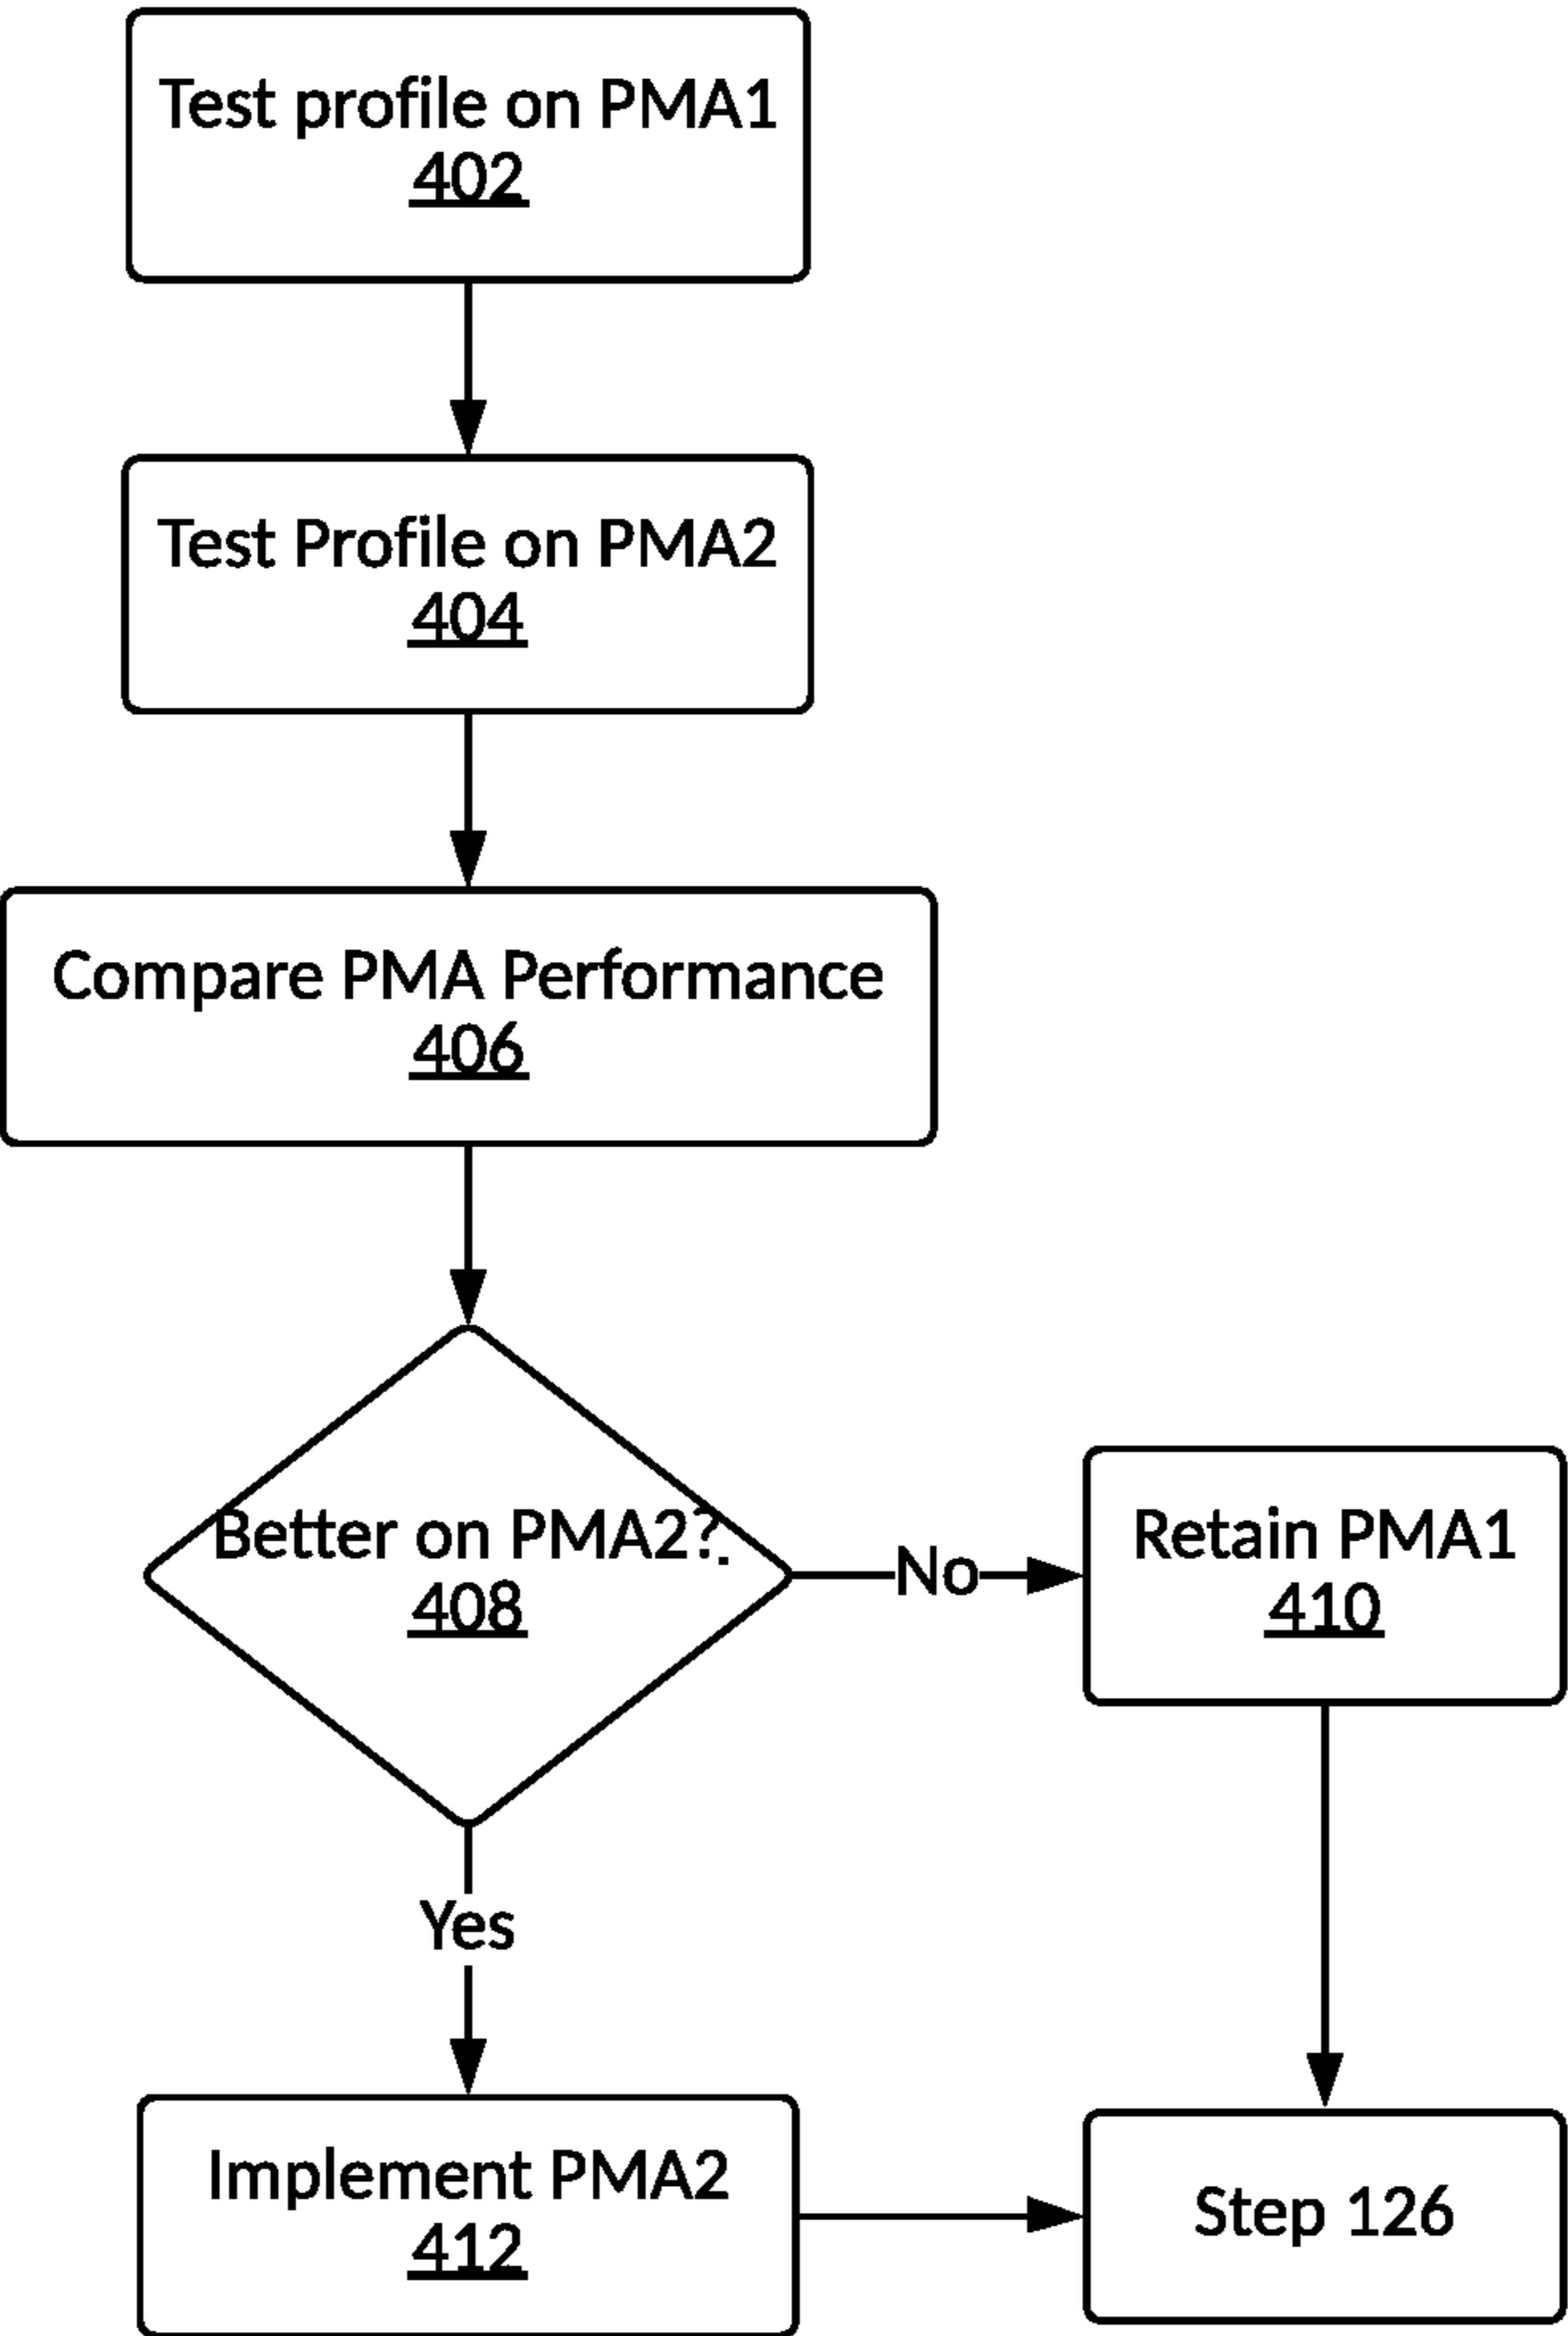 Test profile on PMA1
402
Test Profile on PMA2
404
Compare PMA Performance
406
Better on PMA2?.
408
No
Retain PMA1
410
Yes
Implement PMA2
412
Step 126